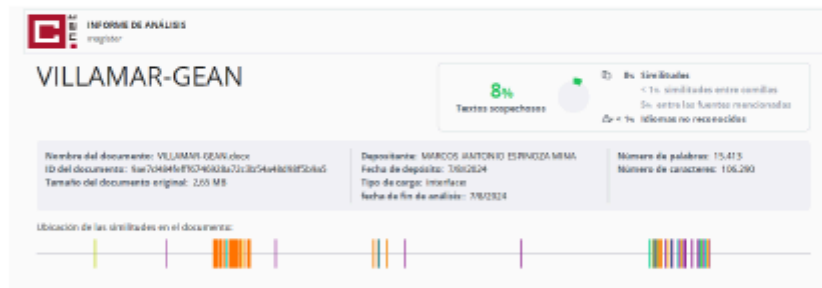 INFORME DE ANÁLISIS
magister
VILLAMAR-GEAN
8%
Textos sospechosos
8% Similitudes
< 1% similitudes entre comillas
5% entre las fuentes mencionadas
< 1% Idiomas no reconocidos
Nombre del documento: VILLAMAR-GEAN.docx
ID del documento:
Tamaño del documento original: 2,65 MB
Depositante: MARCOS ANTONIO ESPINOZA MINA
Fecha de depósito: 7/8/2024
Tipo de carga: interface
fecha de fin de análisis: 7/8/2024
Número de palabras: 15.413
Número de caracteres: 106.290
Ubicación de las similitudes en el documento: